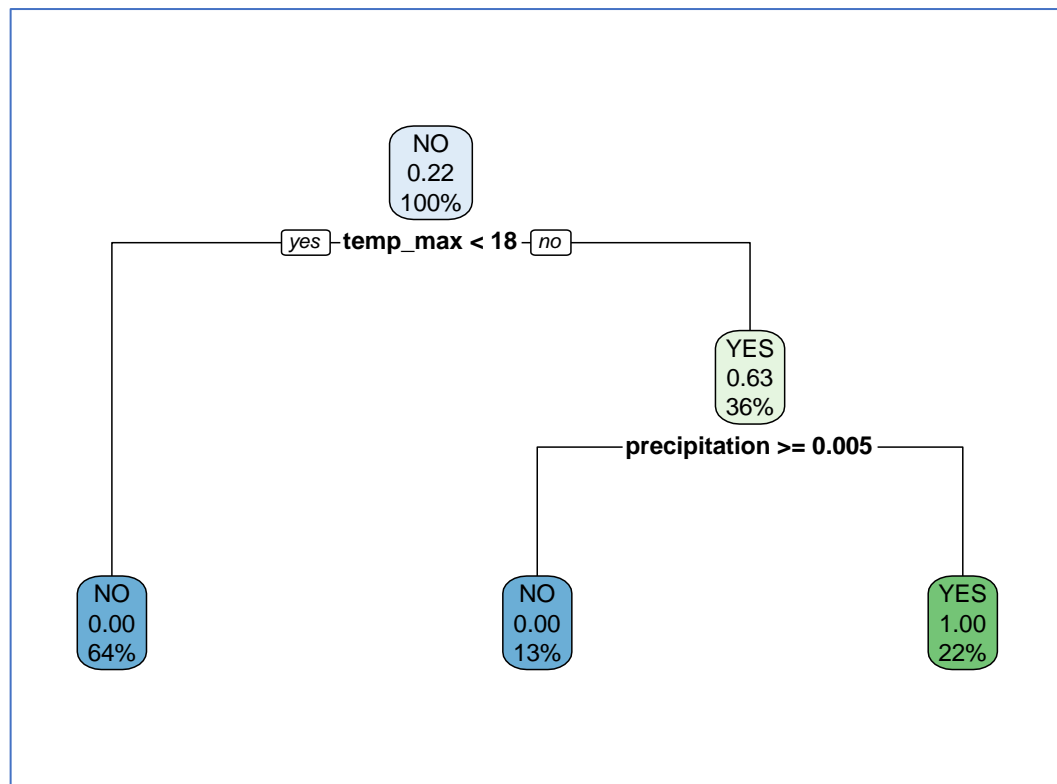 NO
0.22
100%
yes temp_max < 18 no
YES
0.63
36%
precipitation >= 0.005
NO
0.00
64%
NO
0.00
13%
YES
1.00
22%